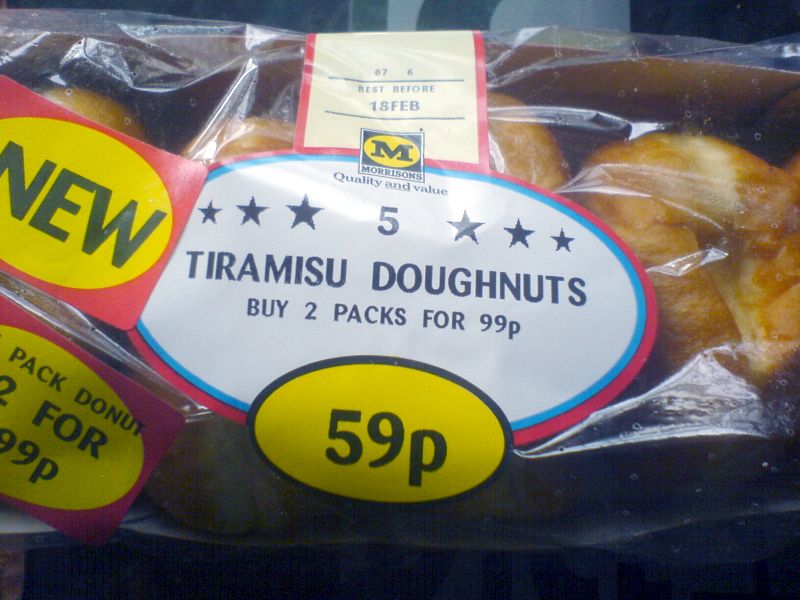 07 6
BEST BEFORE
18FEB
M
MORRISONS
Quality and value
5
TIRAMISU DOUGHNUTS
BUY 2 PACKS FOR 99p
59p
NEW
PACK DONUT
2 FOR
99p